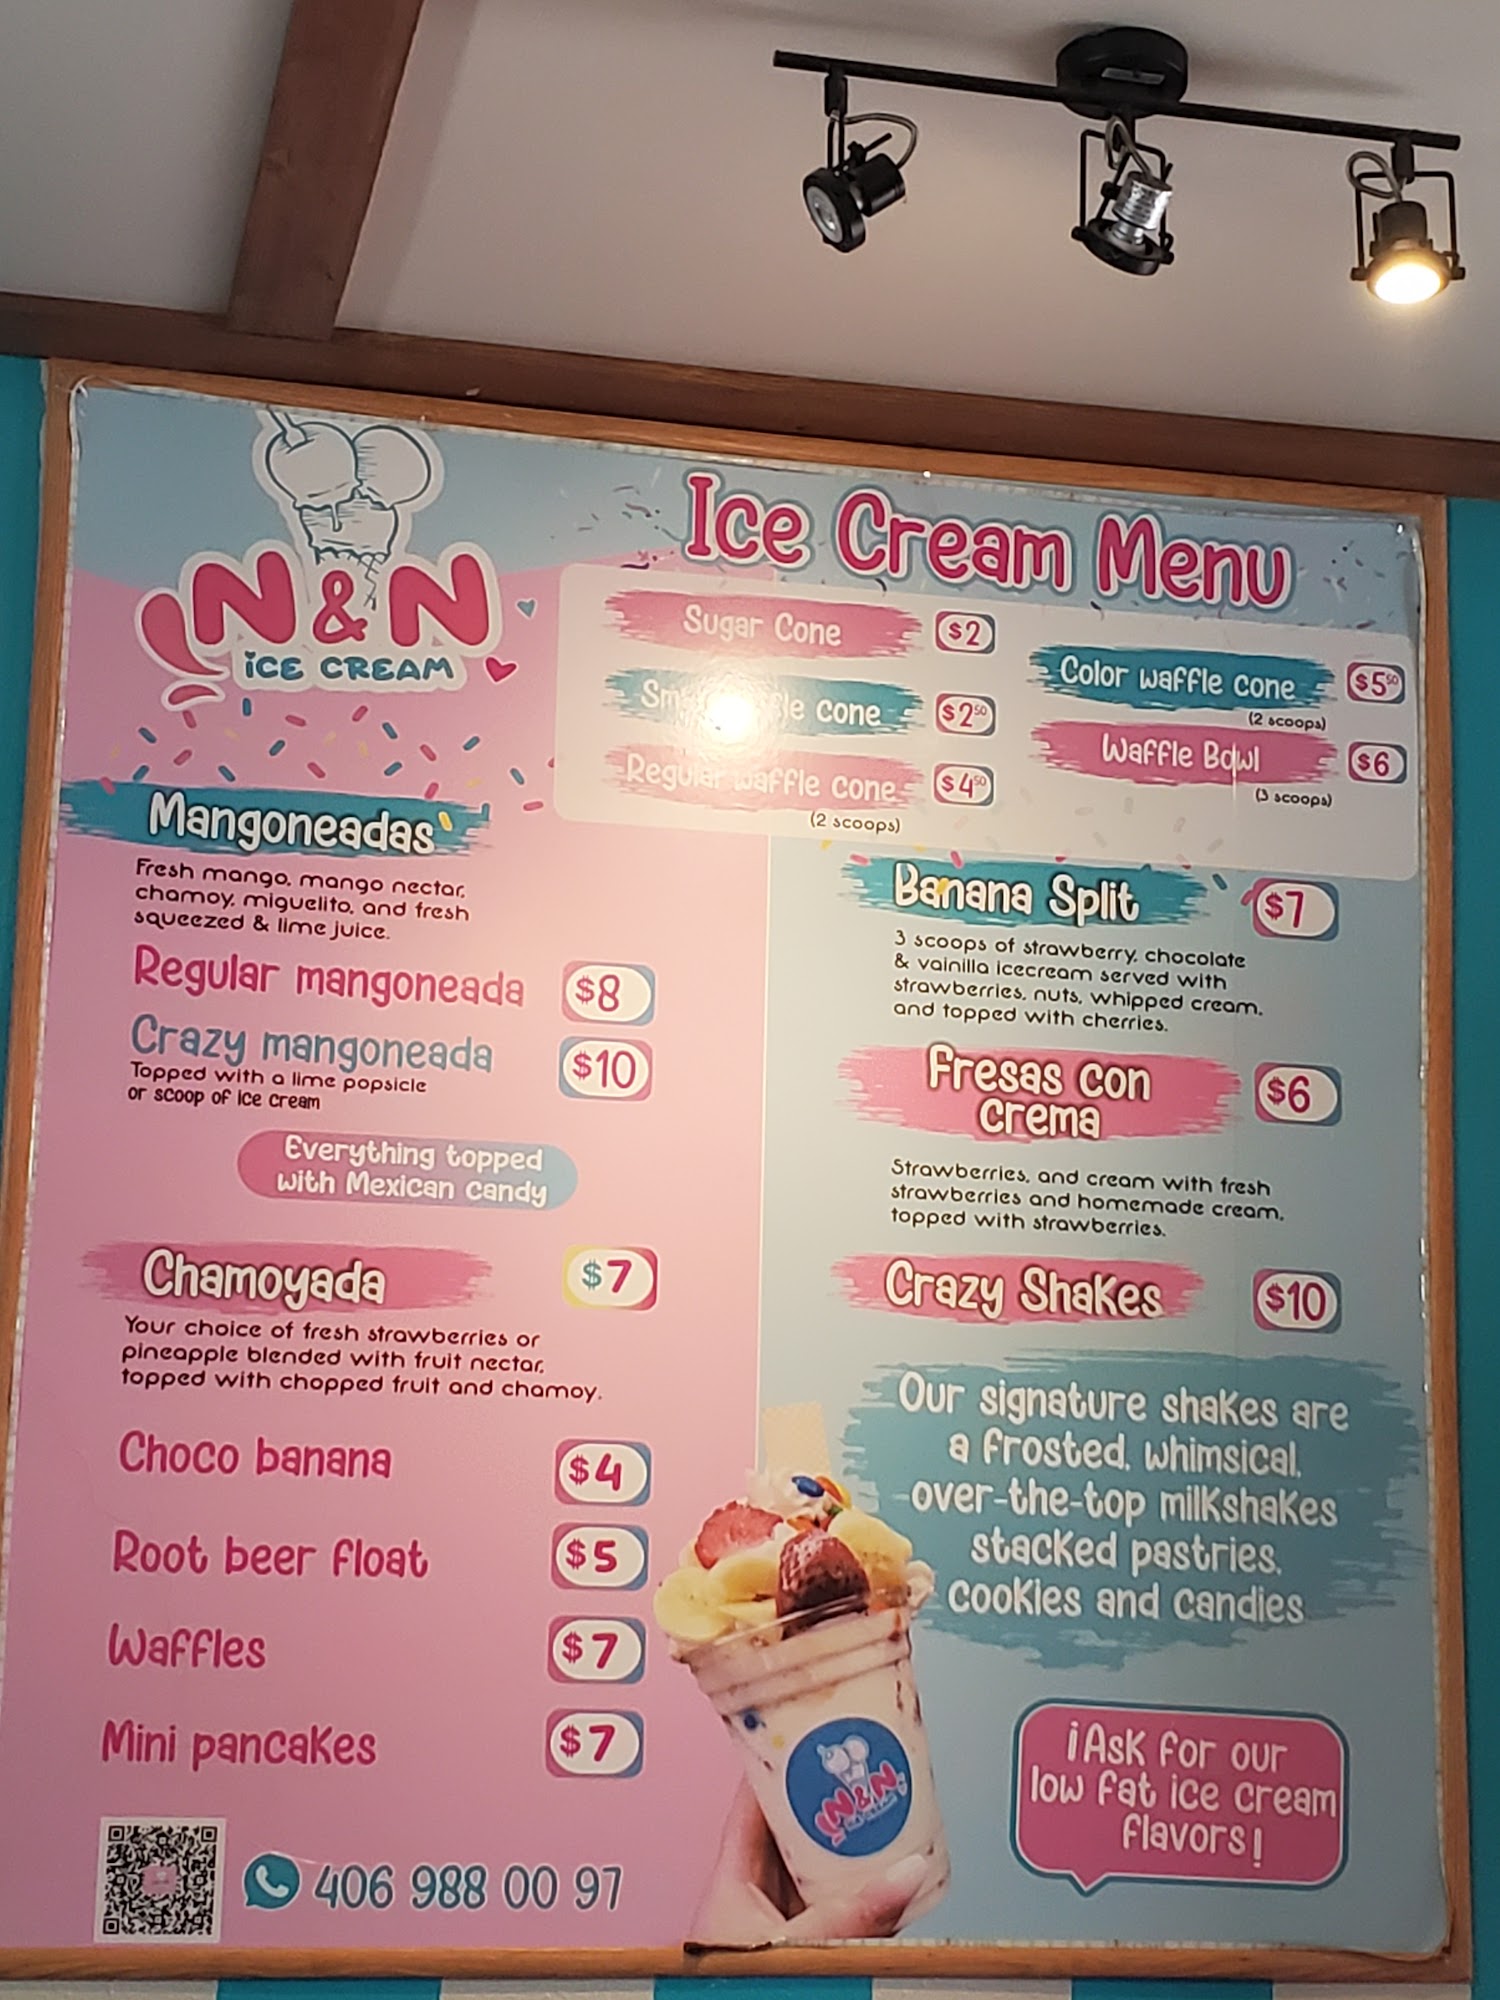 N & N
ICE CREAM
Ice Cream Menu
Sugar Cone $2
cone $2.50
Regular waffle cone $4.50
(2 scoops)
Color waffle cone $5.50
(2 scoops)
Waffle Bowl $6
(3 scoops)
Mangoneadas
Fresh mango, mango nectar,
chamoy, miguelito, and fresh
squeezed & lime juice.
Regular mangoneada $8
Crazy mangoneada $10
Topped with a lime popsicle
or scoop of ice cream
Everything topped
with Mexican candy
Chamoyada $7
Your choice of fresh strawberries or
pineapple blended with fruit nectar,
topped with chopped fruit and chamoy.
Choco banana $4
Root beer float $5
Waffles $7
Mini pancakes $7
406 988 00 97
Banana Split $7
3 scoops of strawberry, chocolate
& vainilla icecream served with
strawberries, nuts, whipped cream,
and topped with cherries.
Fresas con
crema $6
Strawberries, and cream with fresh
strawberries and homemade cream,
topped with strawberries.
Crazy Shakes $10
Our signature shakes are
a frosted, whimsical,
over-the-top milkshakes
stacked pastries,
cookies and candies
N&N
¡Ask for our
low fat ice cream
flavors!